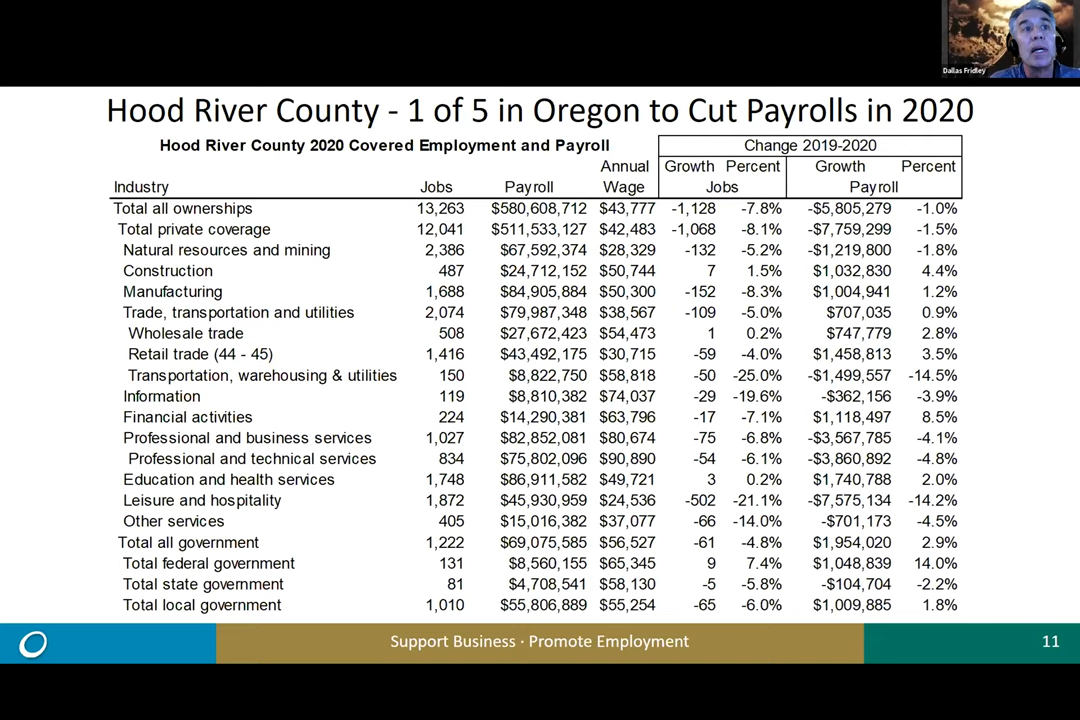 Dallas Fridley
Hood River County - 1 of 5 in Oregon to Cut Payrolls in 2020
Hood River County 2020 Covered Employment and Payroll Change 2019-2020
Annual Growth Percent Growth Percent
Industry Jobs Payroll Wage Jobs Payroll
Total all ownerships 13,263 $580,608,712 $43,777 -1,128 -7.8% -$5,805,279 -1.0%
Total private coverage 12,041 $511,533,127 $42,483 -1,068 -8.1% -$7,759,299 -1.5%
Natural resources and mining 2,386 $67,592,374 $28,329 -132 -5.2% -$1,219,800 -1.8%
Construction 487 $24,712,152 $50,744 7 1.5% $1,032,830 4.4%
Manufacturing 1,688 $84,905,884 $50,300 -152 -8.3% $1,004,941 1.2%
Trade, transportation and utilities 2,074 $79,987,348 $38,567 -109 -5.0% $707,035 0.9%
Wholesale trade 508 $27,672,423 $54,473 1 0.2% $747,779 2.8%
Retail trade (44 - 45) 1,416 $43,492,175 $30,715 -59 -4.0% $1,458,813 3.5%
Transportation, warehousing & utilities 150 $8,822,750 $58,818 -50 -25.0% -$1,499,557 -14.5%
Information 119 $8,810,382 $74,037 -29 -19.6% -$362,156 -3.9%
Financial activities 224 $14,290,381 $63,796 -17 -7.1% $1,118,497 8.5%
Professional and business services 1,027 $82,852,081 $80,674 -75 -6.8% -$3,567,785 -4.1%
Professional and technical services 834 $75,802,096 $90,890 -54 -6.1% -$3,860,892 -4.8%
Education and health services 1,748 $86,911,582 $49,721 3 0.2% $1,740,788 2.0%
Leisure and hospitality 1,872 $45,930,959 $24,536 -502 -21.1% -$7,575,134 -14.2%
Other services 405 $15,016,382 $37,077 -66 -14.0% -$701,173 -4.5%
Total all government 1,222 $69,075,585 $56,527 -61 -4.8% $1,954,020 2.9%
Total federal government 131 $8,560,155 $65,345 9 7.4% $1,048,839 14.0%
Total state government 81 $4,708,541 $58,130 -5 -5.8% -$104,704 -2.2%
Total local government 1,010 $55,806,889 $55,254 -65 -6.0% $1,009,885 1.8%
Support Business · Promote Employment
11